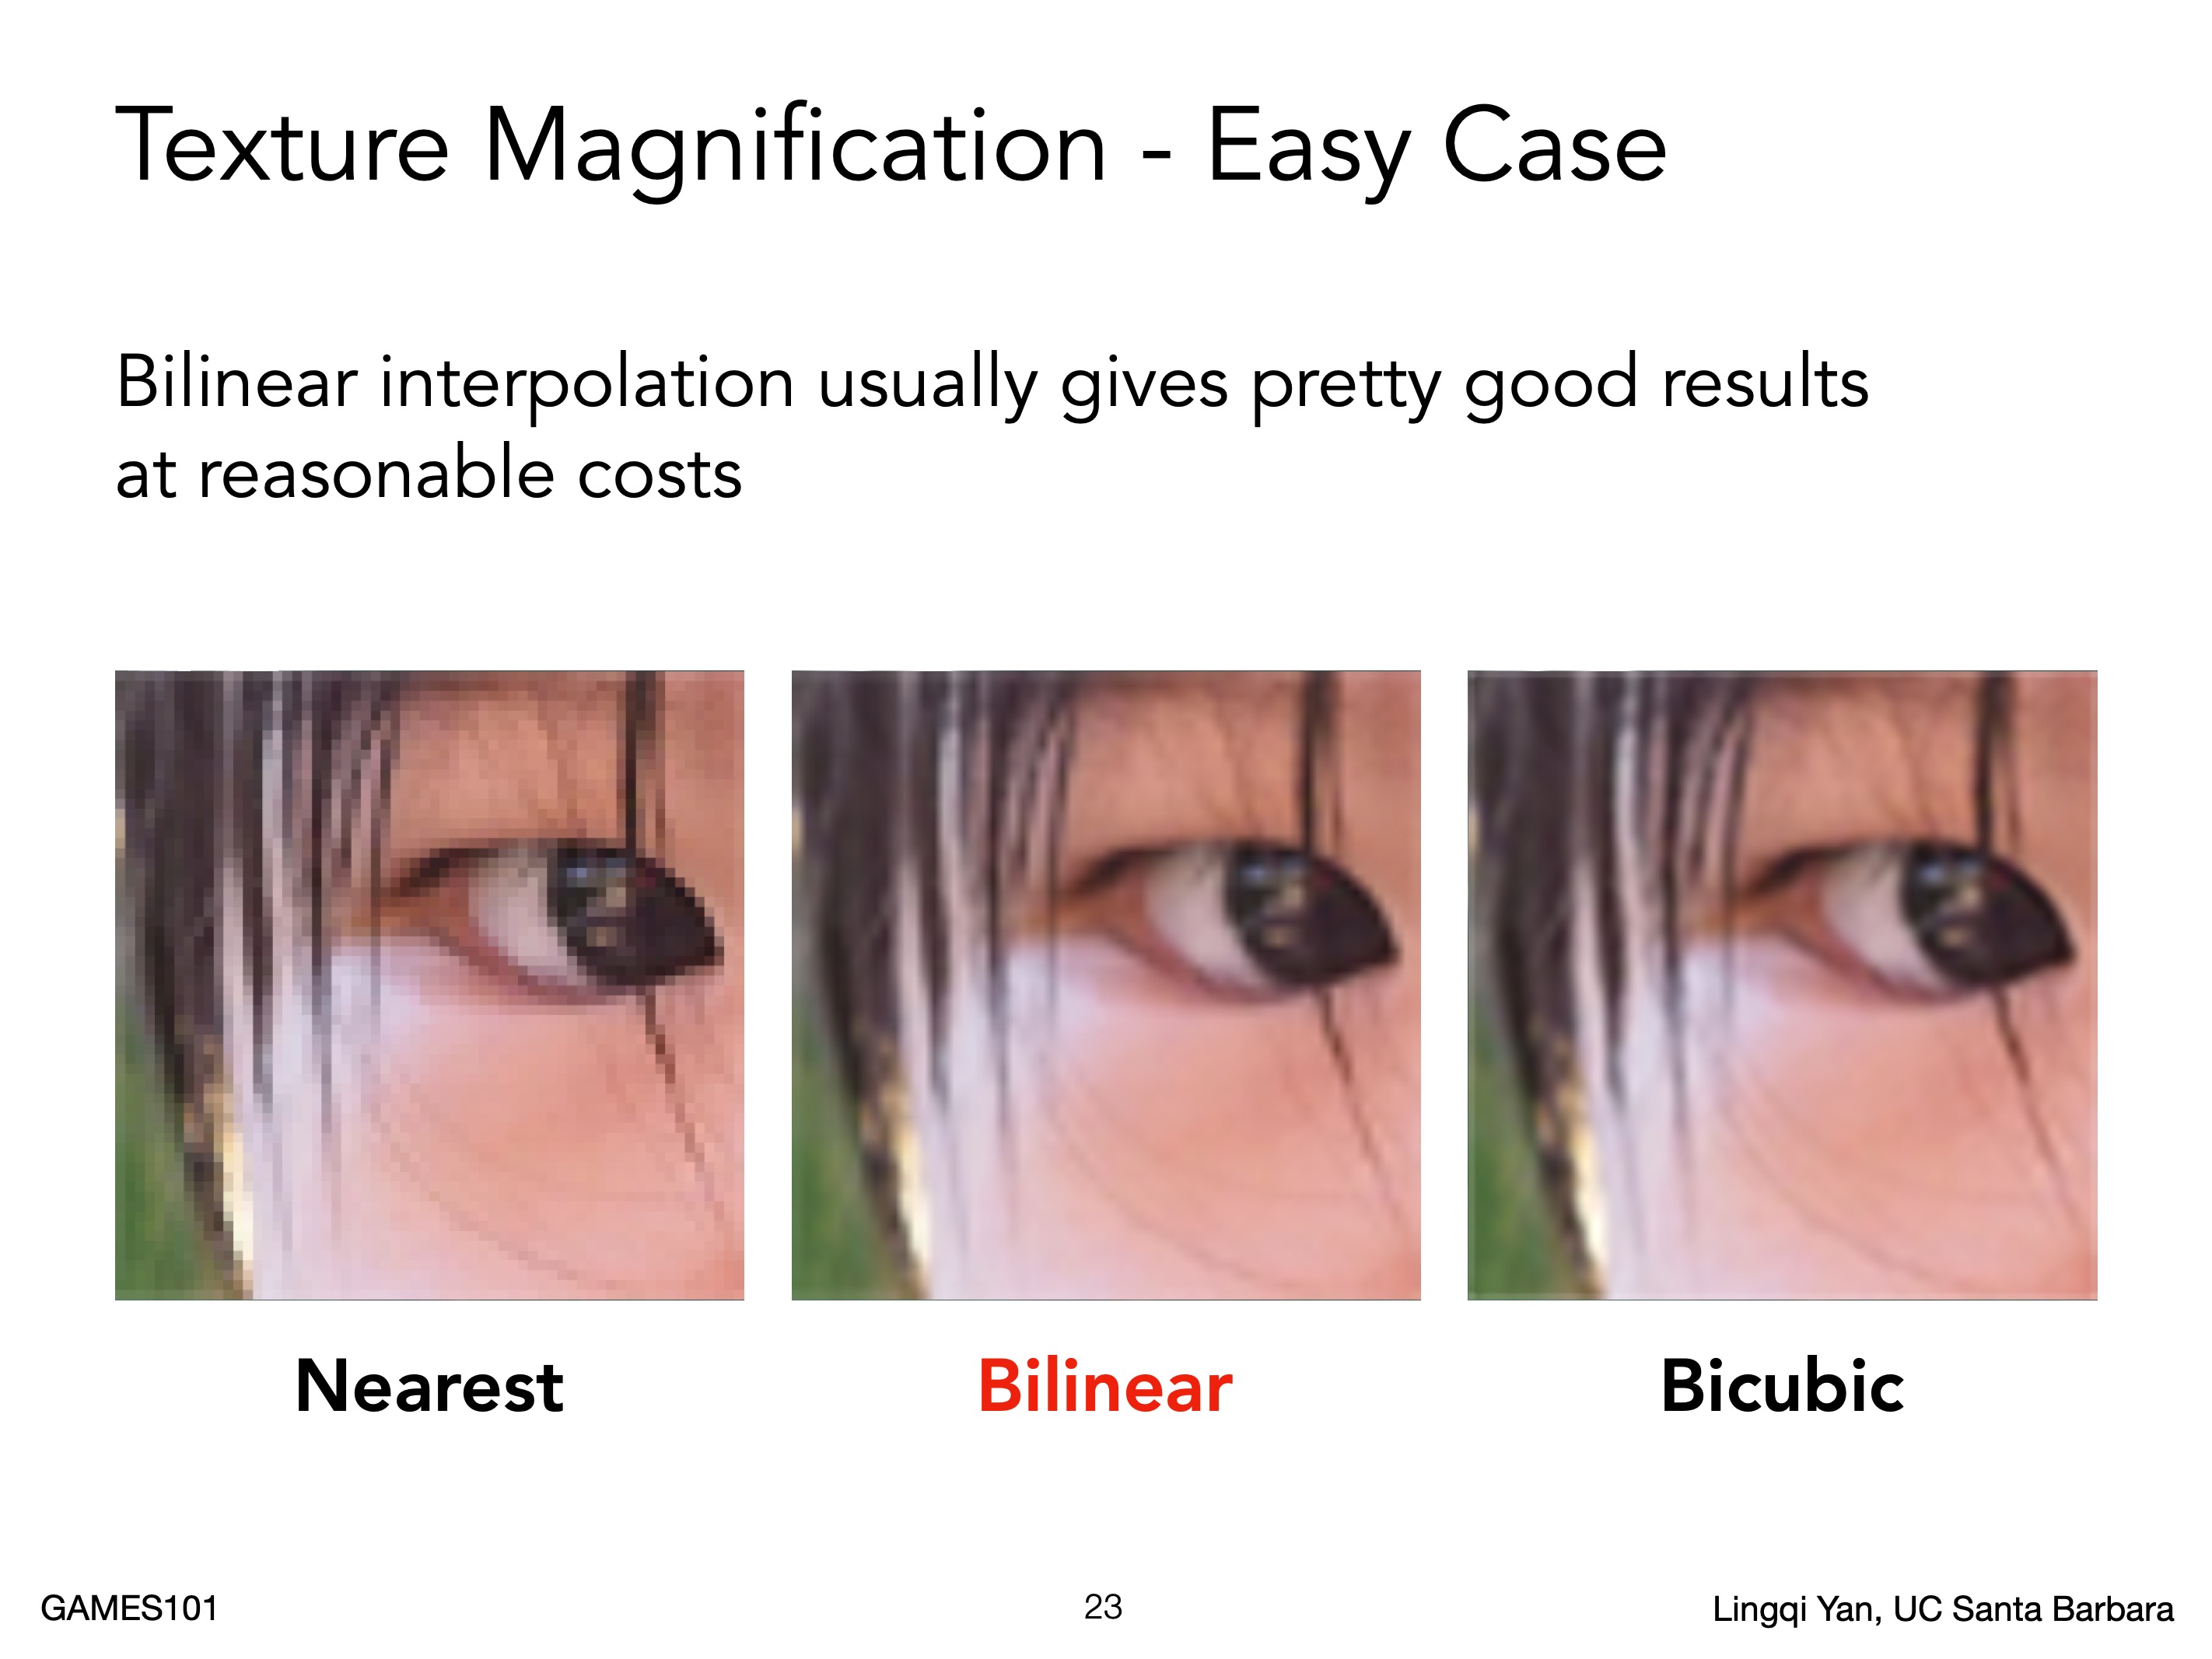 Texture Magnification - Easy Case
Bilinear interpolation usually gives pretty good results
at reasonable costs
Nearest
Bilinear
Bicubic
GAMES101
23
Lingqi Yan, UC Santa Barbara